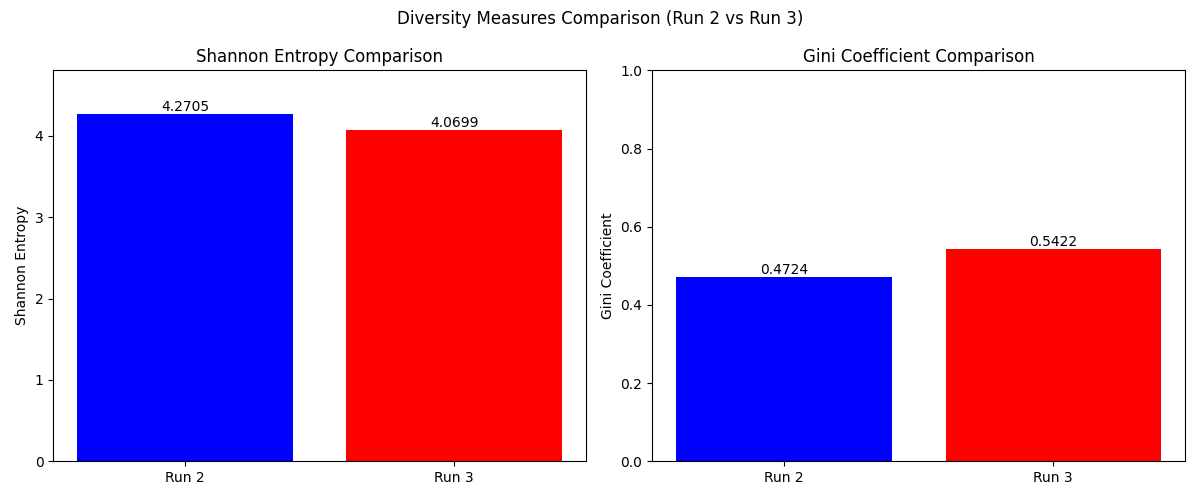 Diversity Measures Comparison (Run 2 vs Run 3)
Shannon Entropy Comparison
4.2705
4.0699
4
3
2
1
0
Shannon Entropy
Run 2
Run 3
Gini Coefficient Comparison
1.0
0.8
0.6
0.4
0.2
0.0
0.4724
0.5422
Gini Coefficient
Run 2
Run 3